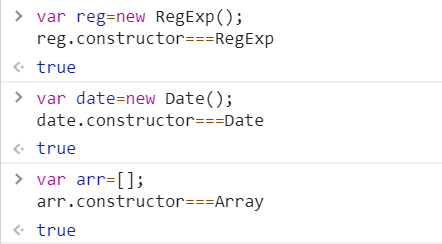 > var reg=new RegExp();
reg.constructor===RegExp
< true
> var date=new Date();
date.constructor===Date
< true
> var arr=[];
arr.constructor===Array
< true